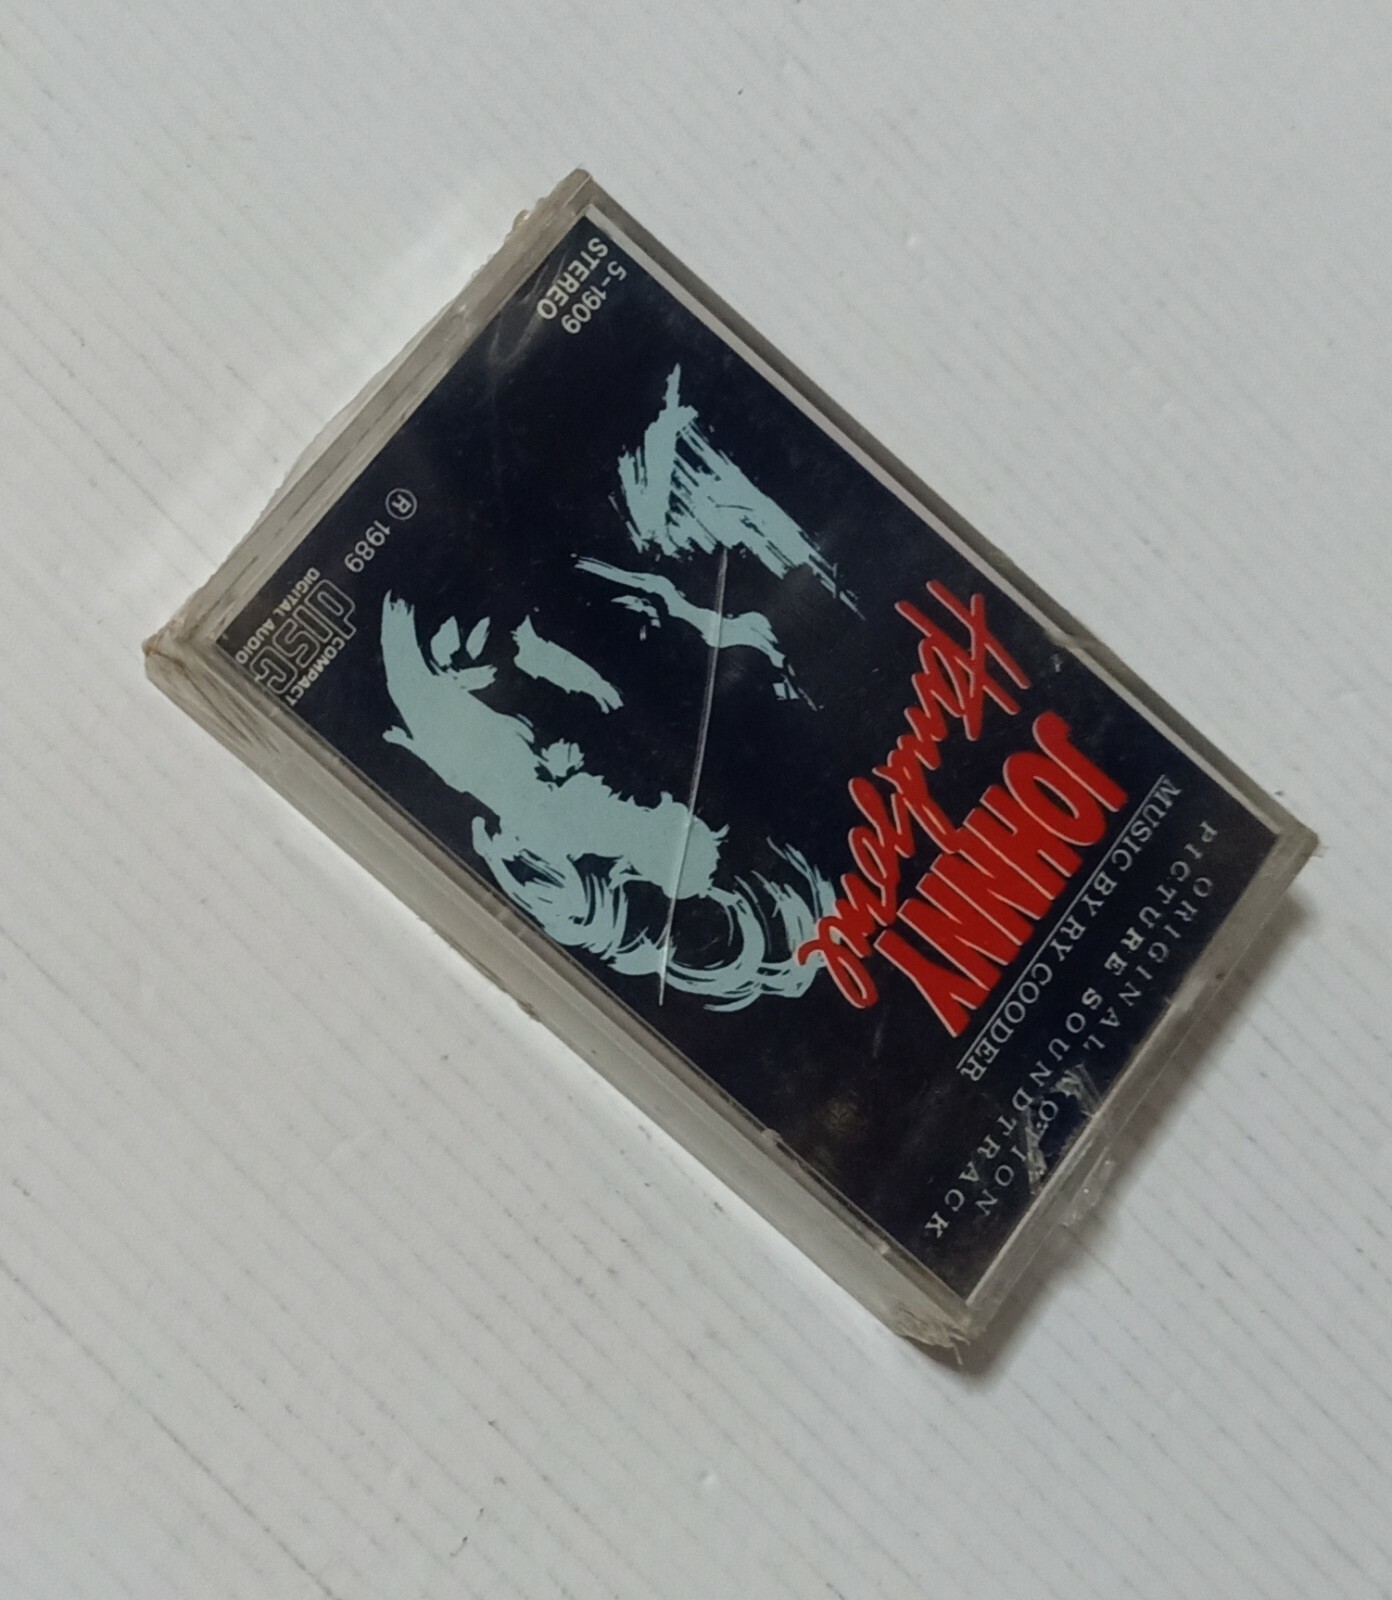 ORIGINAL MOTION
PICTURE SOUNDTRACK
MUSIC BY RY COODER
JOHNNY
Handsome
5-1909
STEREO
Ⓡ 1989
COMPACT
disc
DIGITAL AUDIO